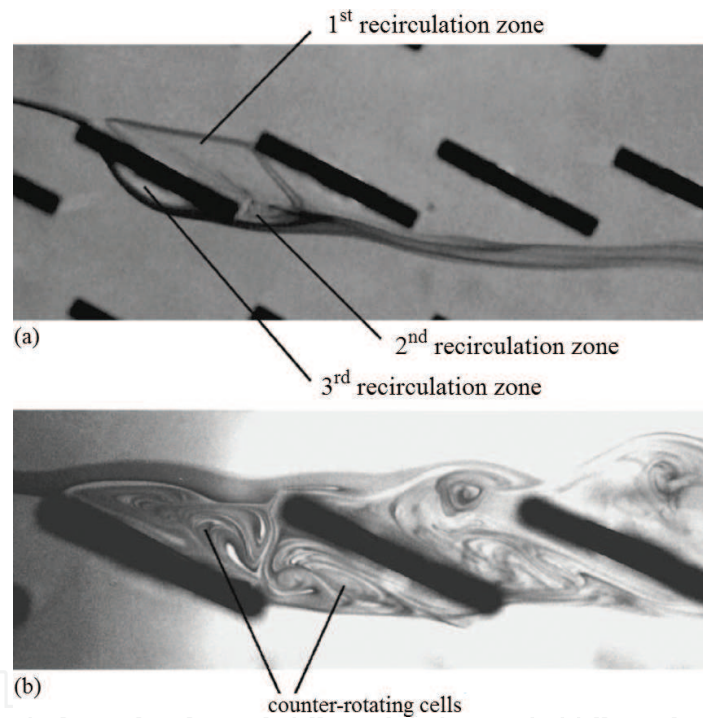 1st recirculation zone
(a)
2nd recirculation zone
3rd recirculation zone
(b)
counter-rotating cells